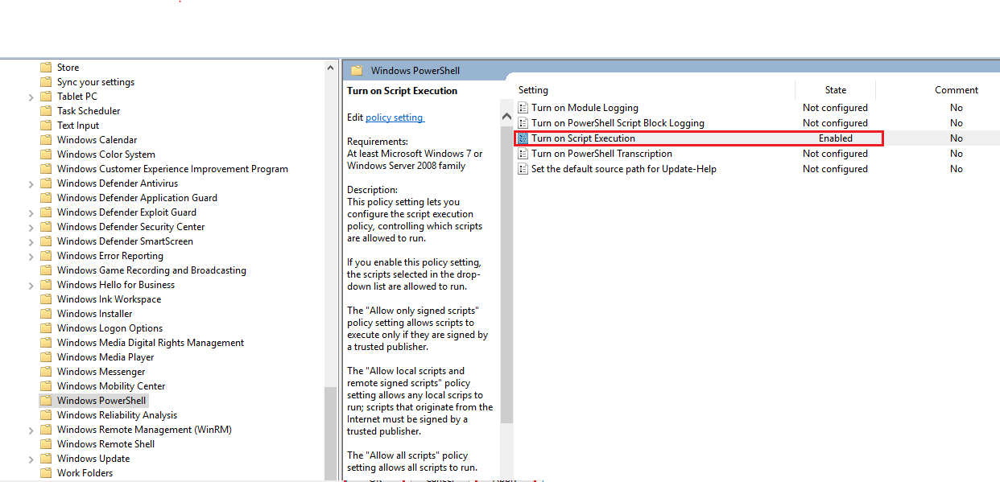 Store
Sync your settings
Tablet PC
Task Scheduler
Text Input
Windows Calendar
Windows Color System
Windows Customer Experience Improvement Program
Windows Defender Antivirus
Windows Defender Application Guard
Windows Defender Exploit Guard
Windows Defender Security Center
Windows Defender SmartScreen
Windows Error Reporting
Windows Game Recording and Broadcasting
Windows Hello for Business
Windows Ink Workspace
Windows Installer
Windows Logon Options
Windows Media Digital Rights Management
Windows Media Player
Windows Messenger
Windows Mobility Center
Windows PowerShell
Windows Reliability Analysis
Windows Remote Management (WinRM)
Windows Remote Shell
Windows Update
Work Folders
Windows PowerShell
Turn on Script Execution
Edit policy setting
Requirements:
At least Microsoft Windows 7 or
Windows Server 2008 family
Description:
This policy setting lets you
configure the script execution
policy, controlling which scripts
are allowed to run.
If you enable this policy setting,
the scripts selected in the drop-
down list are allowed to run.
The "Allow only signed scripts"
policy setting allows scripts to
execute only if they are signed by
a trusted publisher.
The "Allow local scripts and
remote signed scripts" policy
setting allows any local scrips to
run; scripts that originate from the
Internet must be signed by a
trusted publisher.
The "Allow all scripts" policy
setting allows all scripts to run.
Setting State Comment
Turn on Module Logging Not configured No
Turn on PowerShell Script Block Logging Not configured No
Turn on Script Execution Enabled No
Turn on PowerShell Transcription Not configured No
Set the default source path for Update-Help Not configured No